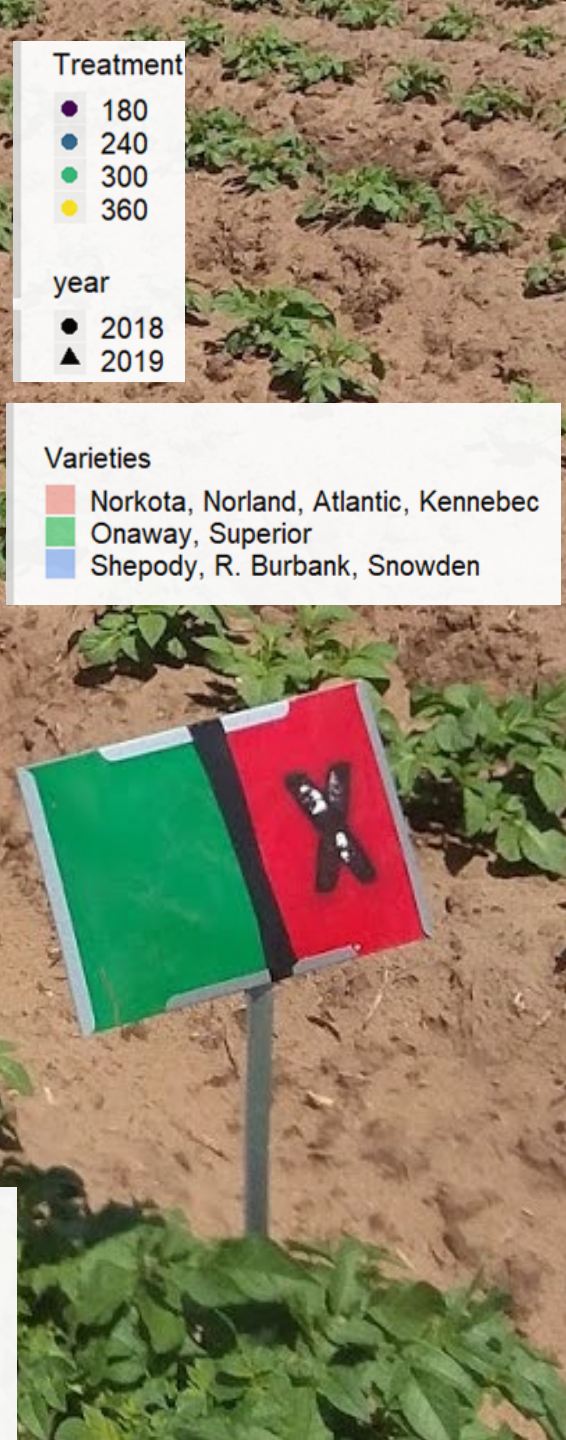 Treatment
180
240
300
360
year
2018
2019
Varieties
Norkota, Norland, Atlantic, Kennebec
Onaway, Superior
Shepody, R. Burbank, Snowden
X